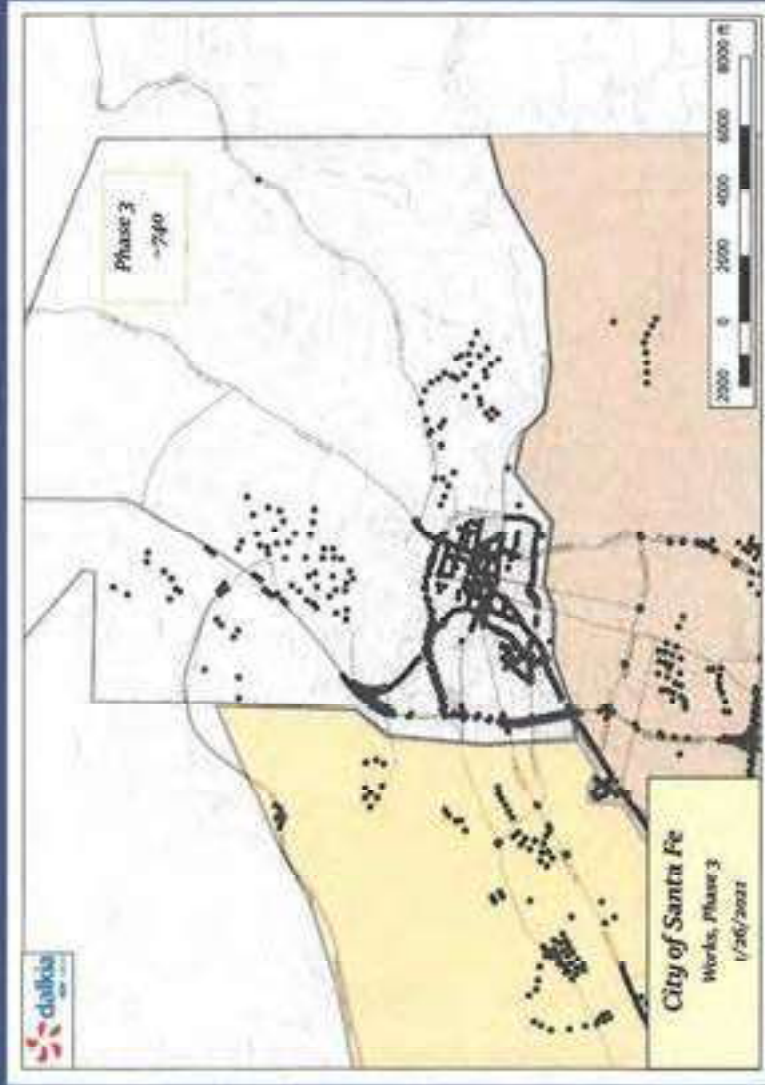 dalkia
Phase 3
~740
2000 0 2000 4000 6000 8000 ft
City of Santa Fe
Works, Phase 3
1/26/2021